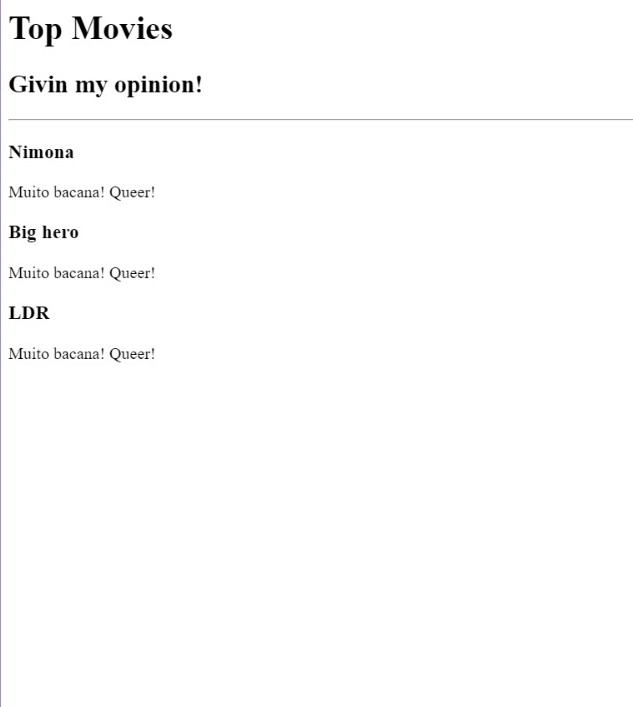 Top Movies
Givin my opinion!
Nimona
Muito bacana! Queer!
Big hero
Muito bacana! Queer!
LDR
Muito bacana! Queer!